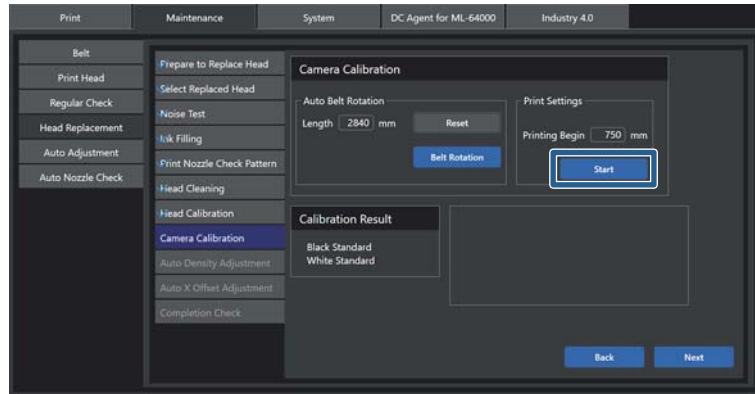 Print
Maintenance
System
DC Agent for ML-64000
Industry 4.0
Belt
Print Head
Regular Check
Head Replacement
Auto Adjustment
Auto Nozzle Check
Prepare to Replace Head
Select Replaced Head
Noise Test
Ink Filling
Print Nozzle Check Pattern
Head Cleaning
Head Calibration
Camera Calibration
Auto Density Adjustment
Auto X Offset Adjustment
Completion Check
Camera Calibration
Auto Belt Rotation
Length 2840 mm
Reset
Belt Rotation
Print Settings
Printing Begin 750 mm
Start
Calibration Result
Black Standard
White Standard
Back
Next